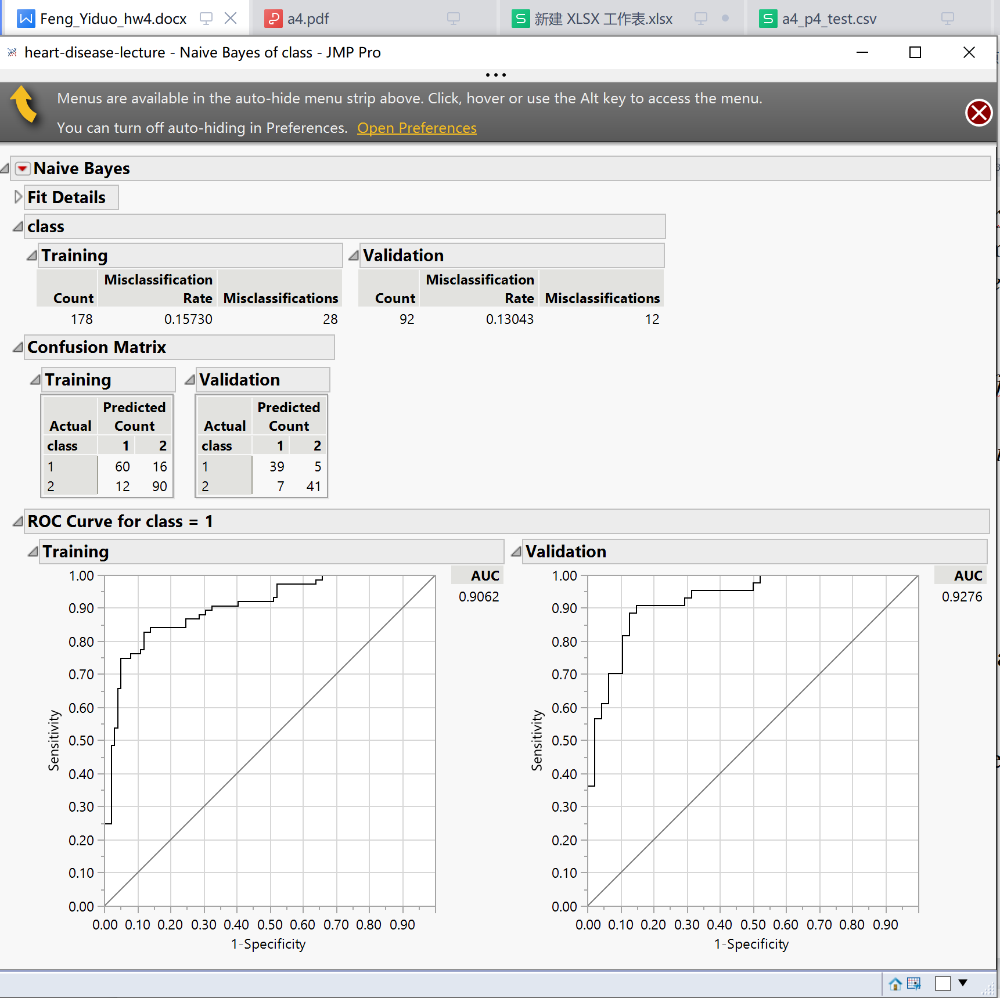 Feng_Yiduo_hw4.docx
a4.pdf
新建 XLSX 工作表.xlsx
a4_p4_test.csv
heart-disease-lecture - Naive Bayes of class - JMP Pro
Menus are available in the auto-hide menu strip above. Click, hover or use the Alt key to access the menu.
You can turn off auto-hiding in Preferences. Open Preferences
Naive Bayes
Fit Details
class
Training
Count Misclassification Rate Misclassifications
178 0.15730 28
Validation
Count Misclassification Rate Misclassifications
92 0.13043 12
Confusion Matrix
Training
Actual Predicted Count
class 1 2
1 60 16
2 12 90
Validation
Actual Predicted Count
class 1 2
1 39 5
2 7 41
ROC Curve for class = 1
Training
AUC
0.9062
Sensitivity
1.00
0.90
0.80
0.70
0.60
0.50
0.40
0.30
0.20
0.10
0.00
0.00 0.10 0.20 0.30 0.40 0.50 0.60 0.70 0.80 0.90
1-Specificity
Validation
AUC
0.9276
Sensitivity
1.00
0.90
0.80
0.70
0.60
0.50
0.40
0.30
0.20
0.10
0.00
0.00 0.10 0.20 0.30 0.40 0.50 0.60 0.70 0.80 0.90
1-Specificity